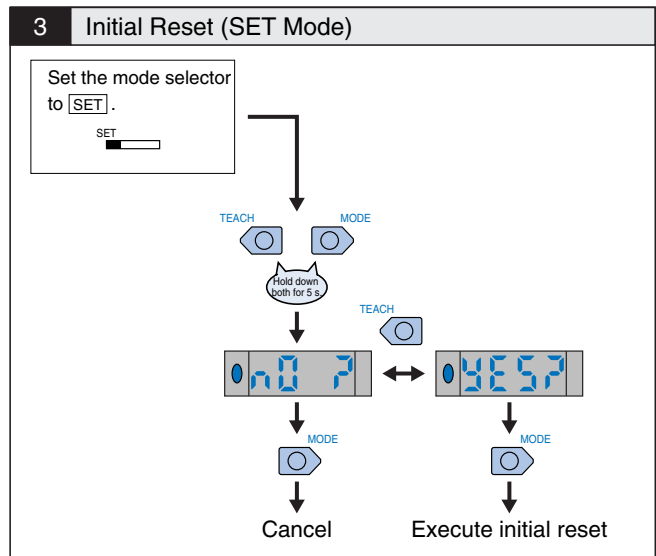 3 Initial Reset (SET Mode)
Set the mode selector
to SET .
SET
TEACH MODE
Hold down
both for 5 s.
TEACH
nO ? YES?
MODE MODE
Cancel Execute initial reset